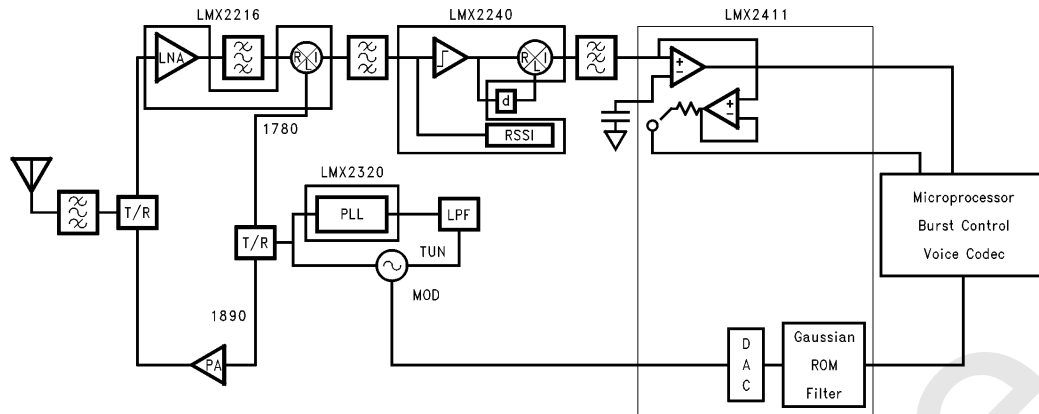 LMX2216
LMX2240
LMX2411
LNA
R
L
I
R
L
I
d
RSSI
1780
LMX2320
T/R
PLL
LPF
T/R
TUN
MOD
1890
PA
+
-
+
-
Microprocessor
Burst Control
Voice Codec
D
A
C
Gaussian
ROM
Filter
e